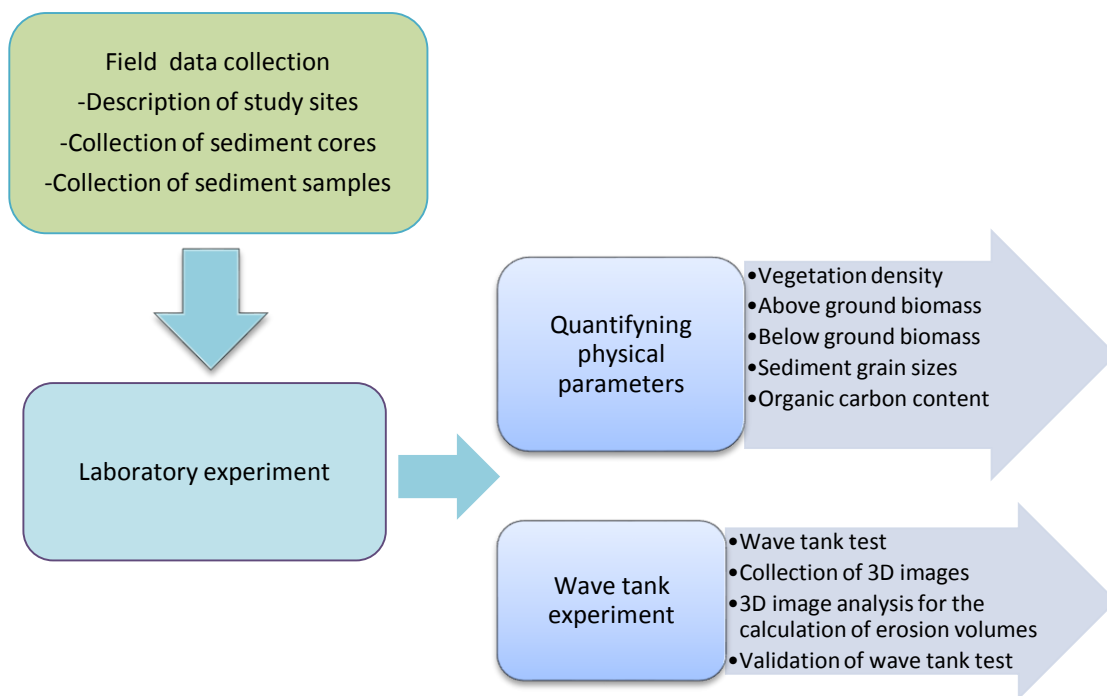 Field data collection
-Description of study sites
-Collection of sediment cores
-Collection of sediment samples
Laboratory experiment
Quantifyning
physical
parameters
•Vegetation density
•Above ground biomass
•Below ground biomass
•Sediment grain sizes
•Organic carbon content
Wave tank
experiment
•Wave tank test
•Collection of 3D images
•3D image analysis for the
calculation of erosion volumes
•Validation of wave tank test